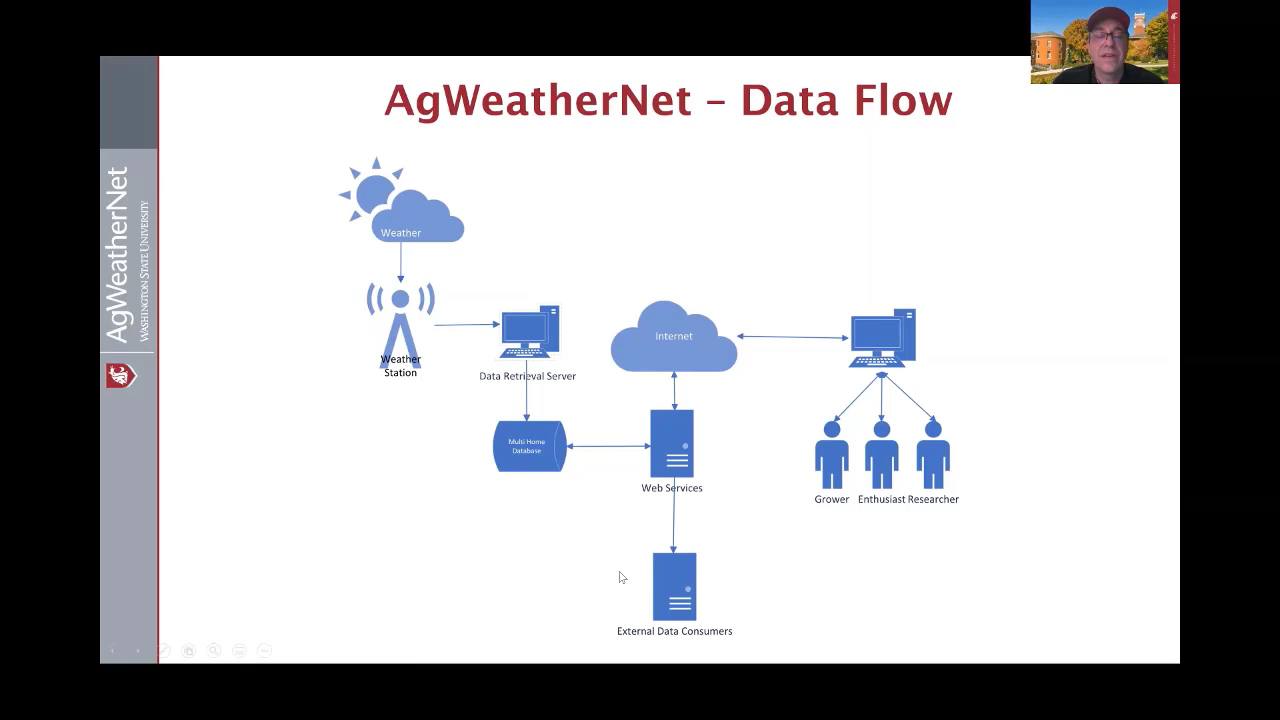 AgWeatherNet – Data Flow
AgWeatherNet
WASHINGTON STATE UNIVERSITY
Weather
Weather
Station
Data Retrieval Server
Internet
Multi Home
Database
Web Services
Grower
Enthusiast
Researcher
External Data Consumers